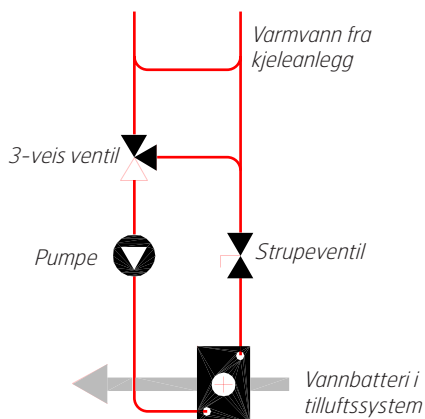 Varmvann fra
kjeleanlegg
3-veis ventil
Pumpe
Strupeventil
Vannbatteri i
tilluftssystem